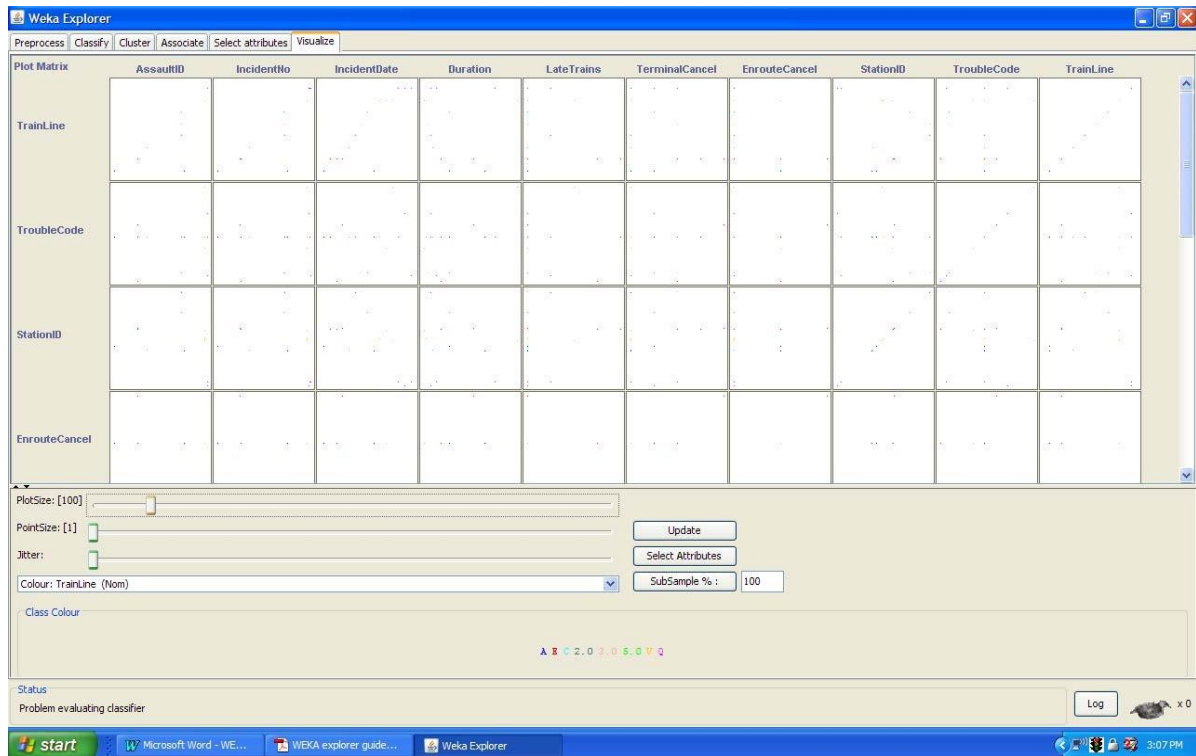 Weka Explorer
Preprocess Classify Cluster Associate Select attributes Visualize
Plot Matrix AssaultID IncidentNo IncidentDate Duration LateTrains TerminalCancel EnrouteCancel StationID TroubleCode TrainLine
TrainLine
TroubleCode
StationID
EnrouteCancel
PlotSize: [100]
PointSize: [1]
Update
Jitter:
Select Attributes
Colour: TrainLine (Nom)
SubSample % : 100
Class Colour
A E C 2.0 3.0 5.0 V Q
Status
Problem evaluating classifier
Log
x 0
start
Microsoft Word - WE...
WEKA explorer guide...
Weka Explorer
3:07 PM